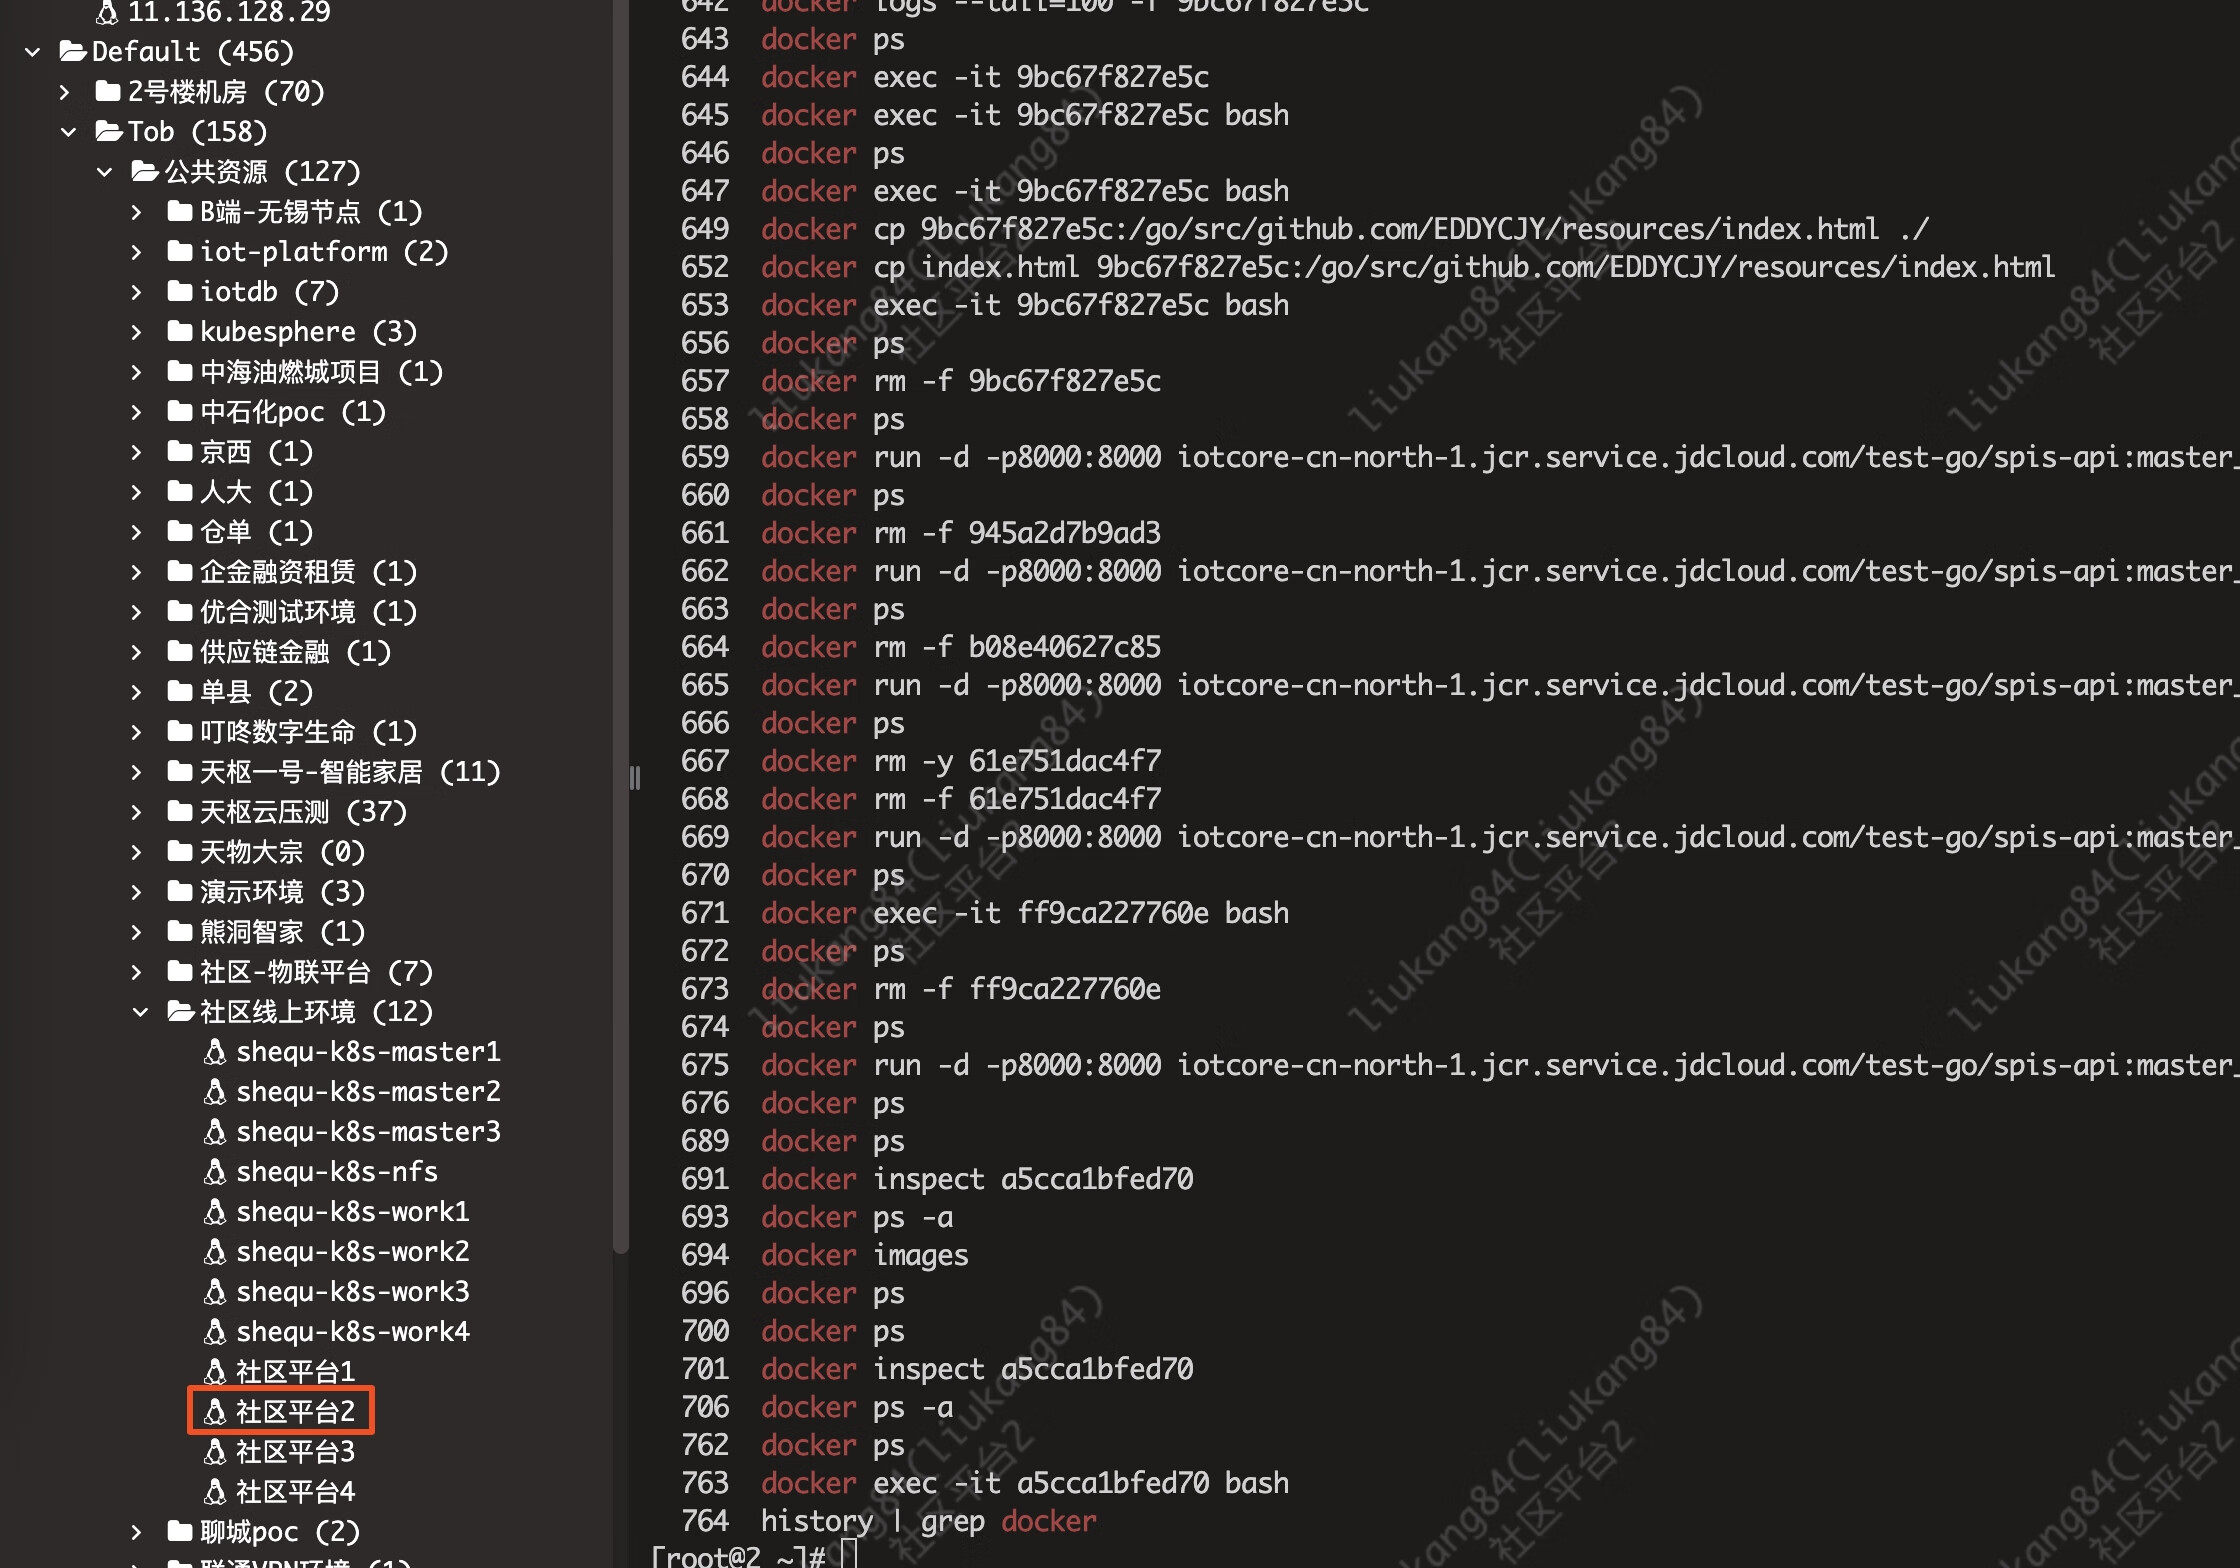 11.136.128.29
Default (456)
2号楼机房 (70)
Tob (158)
公共资源 (127)
B端-无锡节点 (1)
iot-platform (2)
iotdb (7)
kubesphere (3)
中海油燃城项目 (1)
中石化poc (1)
京西 (1)
人大 (1)
仓单 (1)
企金融资租赁 (1)
优合测试环境 (1)
供应链金融 (1)
单县 (2)
叮咚数字生命 (1)
天枢一号-智能家居 (11)
天枢云压测 (37)
天物大宗 (0)
演示环境 (3)
熊洞智家 (1)
社区-物联平台 (7)
社区线上环境 (12)
shequ-k8s-master1
shequ-k8s-master2
shequ-k8s-master3
shequ-k8s-nfs
shequ-k8s-work1
shequ-k8s-work2
shequ-k8s-work3
shequ-k8s-work4
社区平台1
社区平台2
社区平台3
社区平台4
聊城poc (2)
联通VPN环境 (1)
642 docker logs --tail=100 -f 9bc67f827e5c
643 docker ps
644 docker exec -it 9bc67f827e5c
645 docker exec -it 9bc67f827e5c bash
646 docker ps
647 docker exec -it 9bc67f827e5c bash
649 docker cp 9bc67f827e5c:/go/src/github.com/EDDYCJY/resources/index.html ./
652 docker cp index.html 9bc67f827e5c:/go/src/github.com/EDDYCJY/resources/index.html
653 docker exec -it 9bc67f827e5c bash
656 docker ps
657 docker rm -f 9bc67f827e5c
658 docker ps
659 docker run -d -p8000:8000 iotcore-cn-north-1.jcr.service.jdcloud.com/test-go/spis-api:master_
660 docker ps
661 docker rm -f 945a2d7b9ad3
662 docker run -d -p8000:8000 iotcore-cn-north-1.jcr.service.jdcloud.com/test-go/spis-api:master_
663 docker ps
664 docker rm -f b08e40627c85
665 docker run -d -p8000:8000 iotcore-cn-north-1.jcr.service.jdcloud.com/test-go/spis-api:master_
666 docker ps
667 docker rm -y 61e751dac4f7
668 docker rm -f 61e751dac4f7
669 docker run -d -p8000:8000 iotcore-cn-north-1.jcr.service.jdcloud.com/test-go/spis-api:master_
670 docker ps
671 docker exec -it ff9ca227760e bash
672 docker ps
673 docker rm -f ff9ca227760e
674 docker ps
675 docker run -d -p8000:8000 iotcore-cn-north-1.jcr.service.jdcloud.com/test-go/spis-api:master_
676 docker ps
689 docker ps
691 docker inspect a5cca1bfed70
693 docker ps -a
694 docker images
696 docker ps
700 docker ps
701 docker inspect a5cca1bfed70
706 docker ps -a
762 docker ps
763 docker exec -it a5cca1bfed70 bash
764 history | grep docker
[root@2 ~]#
liukang84(liukang84)
社区平台2